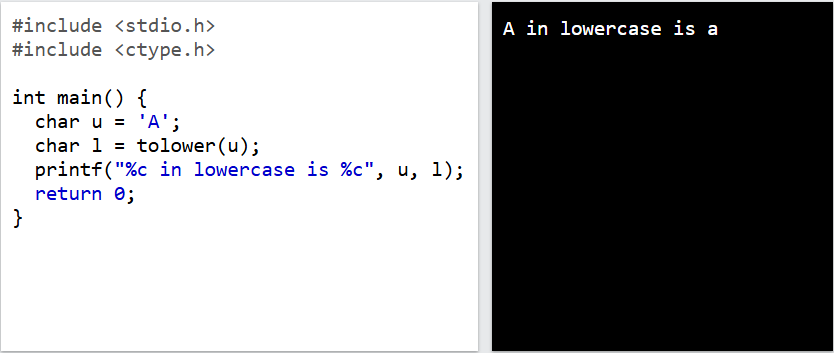 #include <stdio.h>
#include <ctype.h>

int main() {
  char u = 'A';
  char l = tolower(u);
  printf("%c in lowercase is %c", u, l);
  return 0;
}
A in lowercase is a